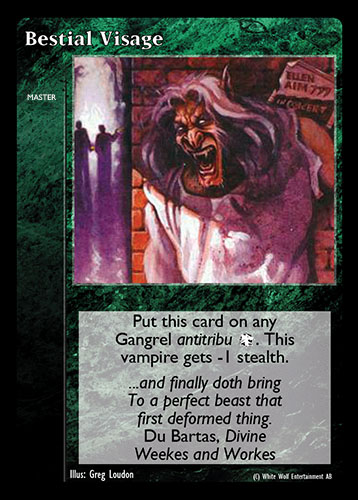 Bestial Visage
MASTER
ELLEN
AIM 777
IN CONCERT
Put this card on any
Gangrel antitribu . This
vampire gets -1 stealth.
...and finally doth bring
To a perfect beast that
first deformed thing.
Du Bartas, Divine
Weekes and Workes
Illus: Greg Loudon
(C) White Wolf Entertainment AB